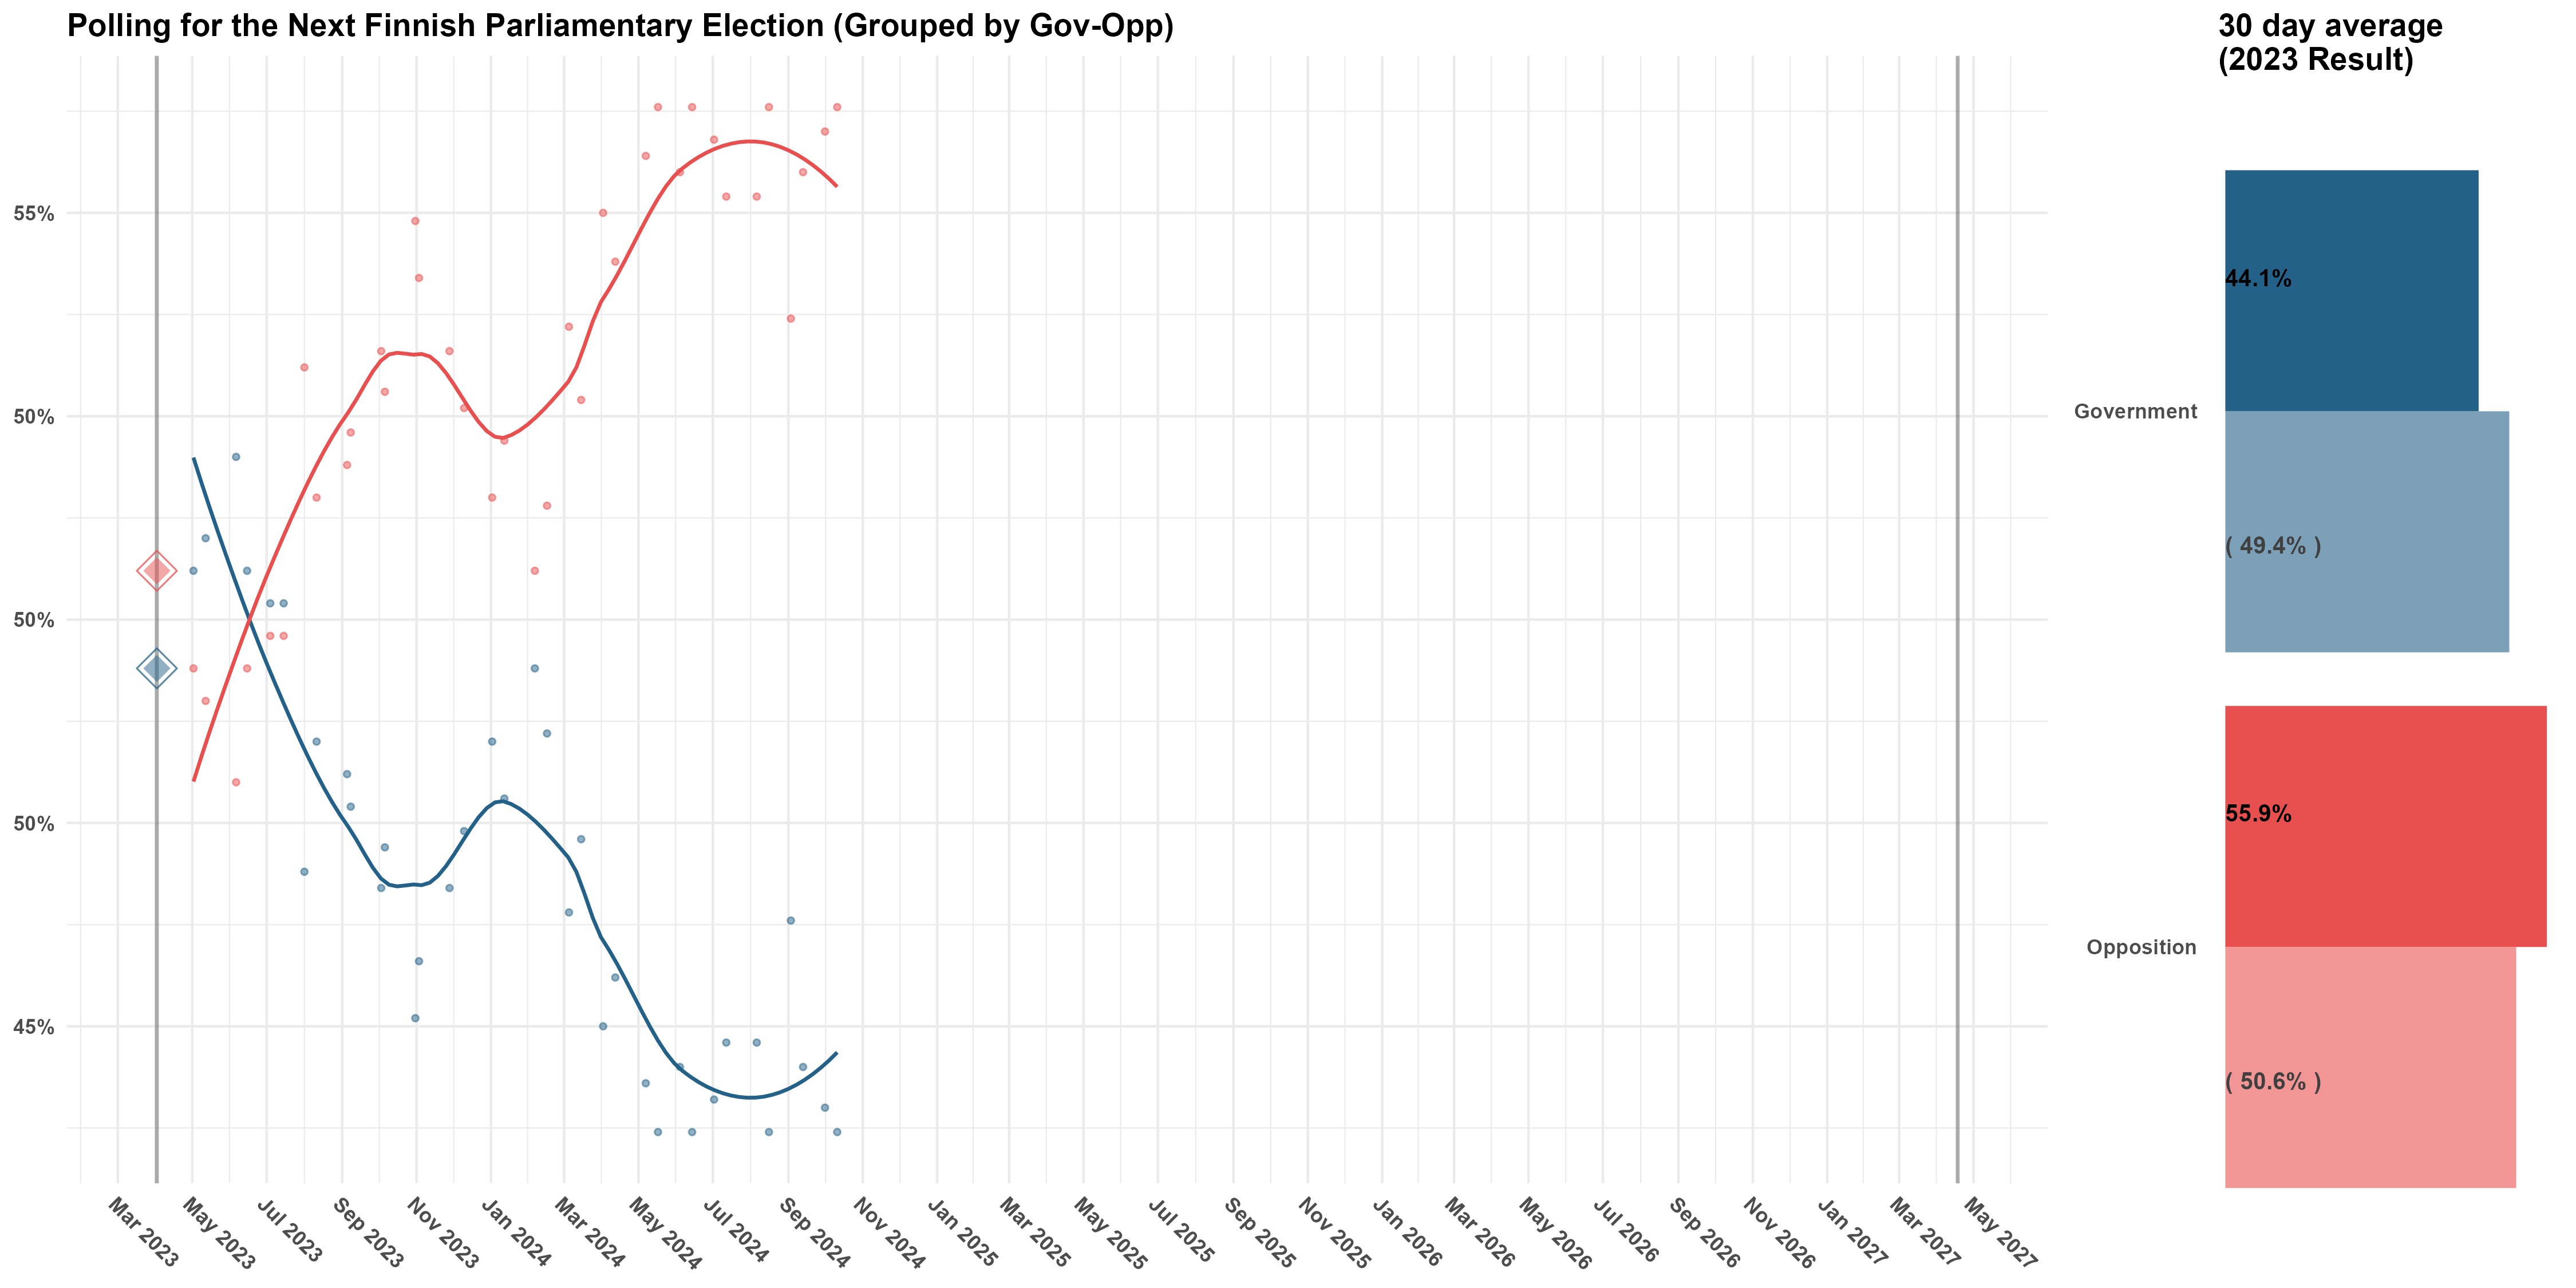 Polling for the Next Finnish Parliamentary Election (Grouped by Gov-Opp)
55%
50%
50%
50%
45%
Mar 2023
May 2023
Jul 2023
Sep 2023
Nov 2023
Jan 2024
Mar 2024
May 2024
Jul 2024
Sep 2024
Nov 2024
Jan 2025
Mar 2025
May 2025
Jul 2025
Sep 2025
Nov 2025
Jan 2026
Mar 2026
May 2026
Jul 2026
Sep 2026
Nov 2026
Jan 2027
Mar 2027
May 2027
30 day average
(2023 Result)
Government
44.1%
( 49.4% )
Opposition
55.9%
( 50.6% )